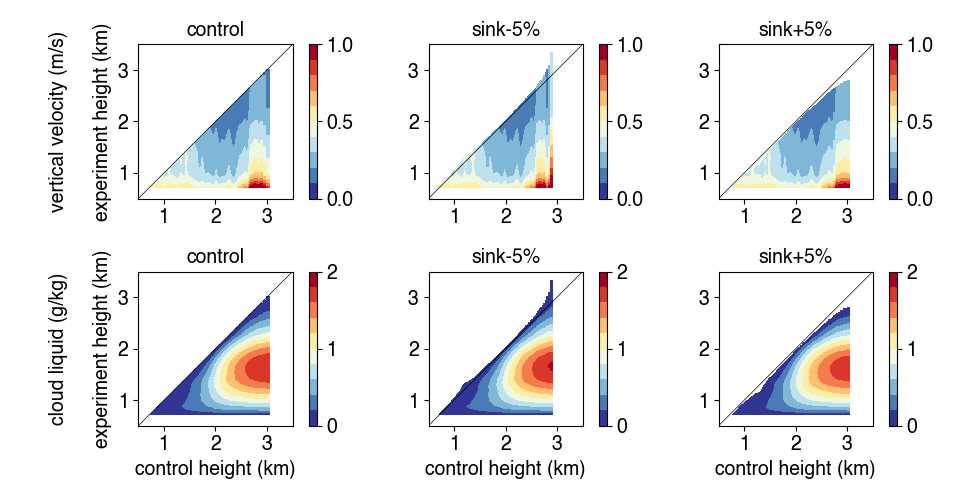 control
sink-5%
sink+5%
vertical velocity (m/s)
experiment height (km)
3
2
1
1 2 3
1.0
0.5
0.0
3
2
1
1 2 3
1.0
0.5
0.0
3
2
1
1 2 3
1.0
0.5
0.0
control
sink-5%
sink+5%
cloud liquid (g/kg)
experiment height (km)
3
2
1
1 2 3
control height (km)
2
1
0
3
2
1
1 2 3
control height (km)
2
1
0
3
2
1
1 2 3
control height (km)
2
1
0